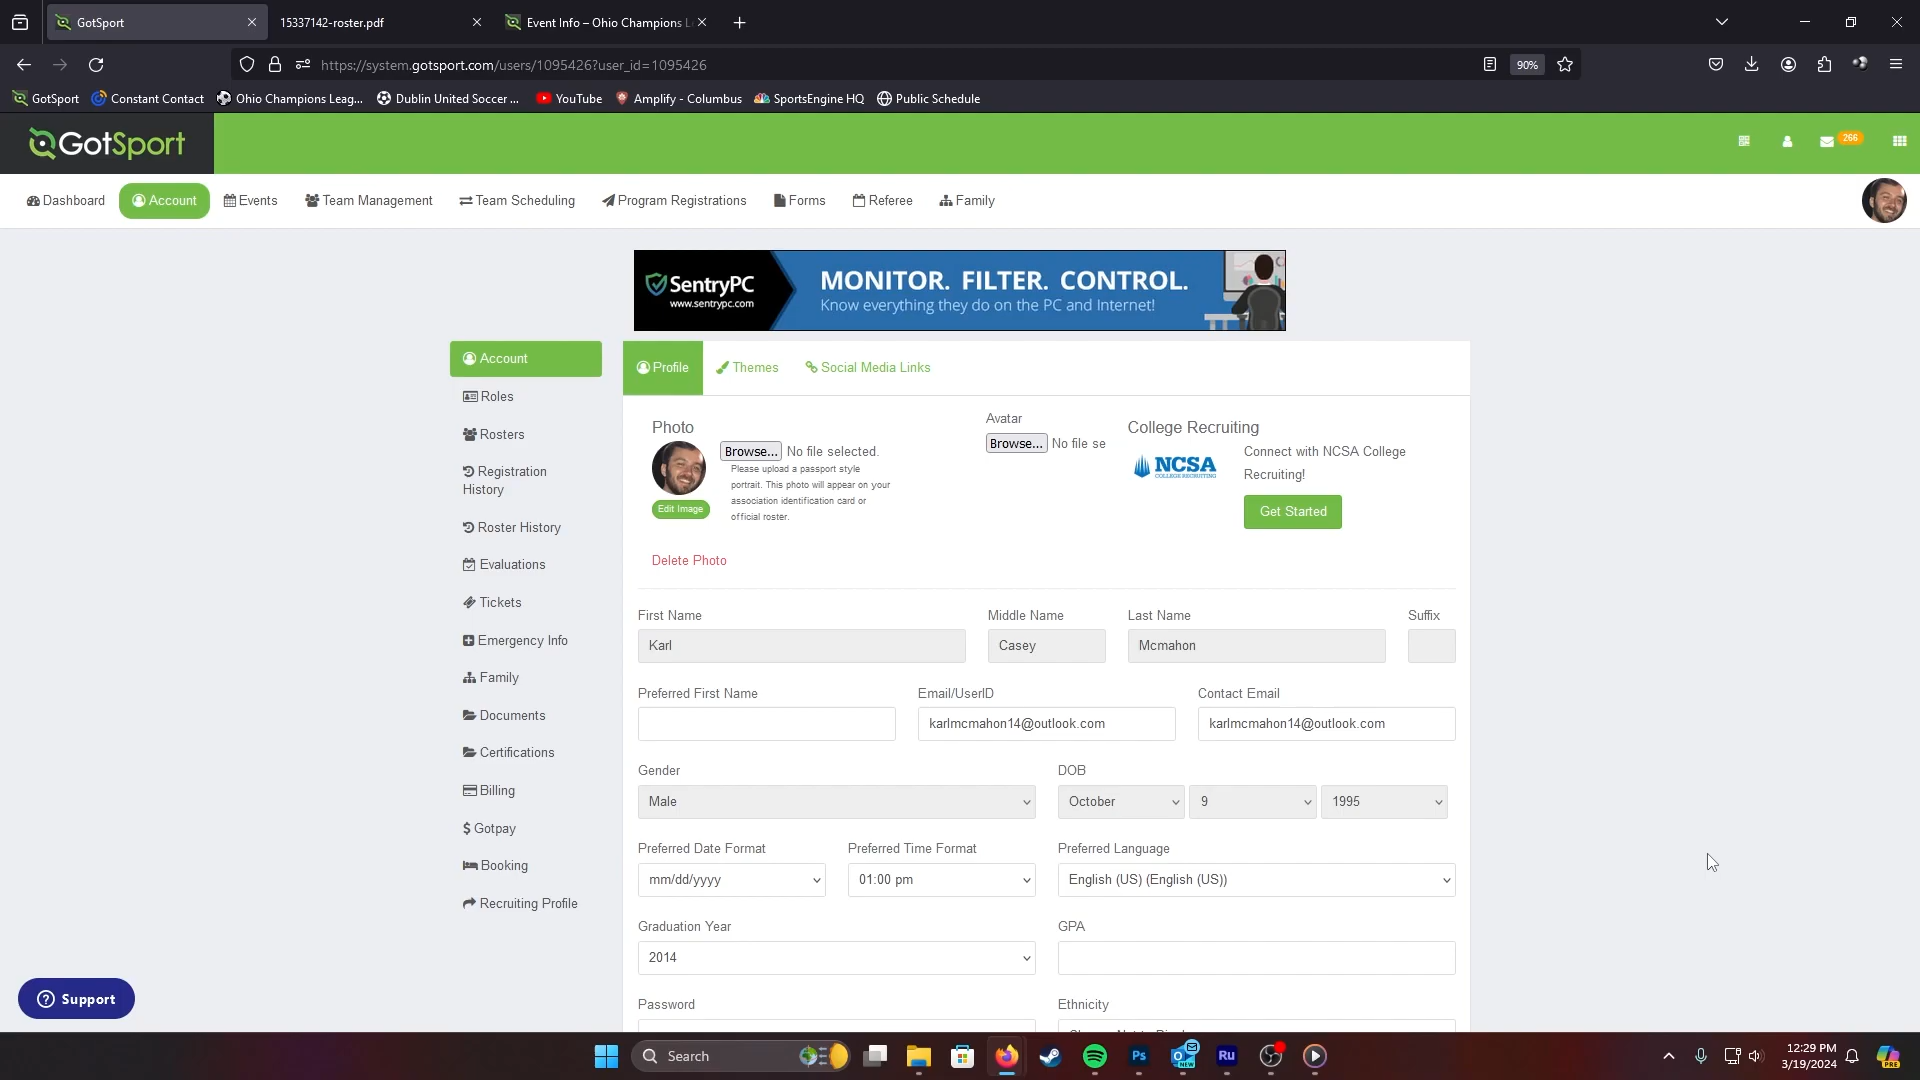 GotSport
15337142-roster.pdf
Event Info – Ohio Champions L
https://system.gotsport.com/users/1095426?user_id=1095426
90%
GotSport
Constant Contact
Ohio Champions Leag...
Dublin United Soccer ...
YouTube
Amplify - Columbus
SportsEngine HQ
Public Schedule
GotSport
266
Dashboard
Account
Events
Team Management
Team Scheduling
Program Registrations
Forms
Referee
Family
SentryPC
www.sentrypc.com
MONITOR. FILTER. CONTROL.
Know everything they do on the PC and Internet!
Account
Roles
Rosters
Registration
History
Roster History
Evaluations
Tickets
Emergency Info
Family
Documents
Certifications
Billing
Gotpay
Booking
Recruiting Profile
Profile
Themes
Social Media Links
Photo
Browse... No file selected.
Please upload a passport style
portrait. This photo will appear on your
association identification card or
official roster.
Edit Image
Delete Photo
Avatar
Browse... No file se
College Recruiting
NCSA
COLLEGE RECRUITING
Connect with NCSA College
Recruiting!
Get Started
First Name
Middle Name
Last Name
Suffix
Karl
Casey
Mcmahon
Preferred First Name
Email/UserID
Contact Email
karlmcmahon14@outlook.com
karlmcmahon14@outlook.com
Gender
DOB
Male
October
9
1995
Preferred Date Format
Preferred Time Format
Preferred Language
mm/dd/yyyy
01:00 pm
English (US) (English (US))
Graduation Year
GPA
2014
Password
Ethnicity
Support
Search
Ps
NEW
Ru
12:29 PM
3/19/2024
PRE